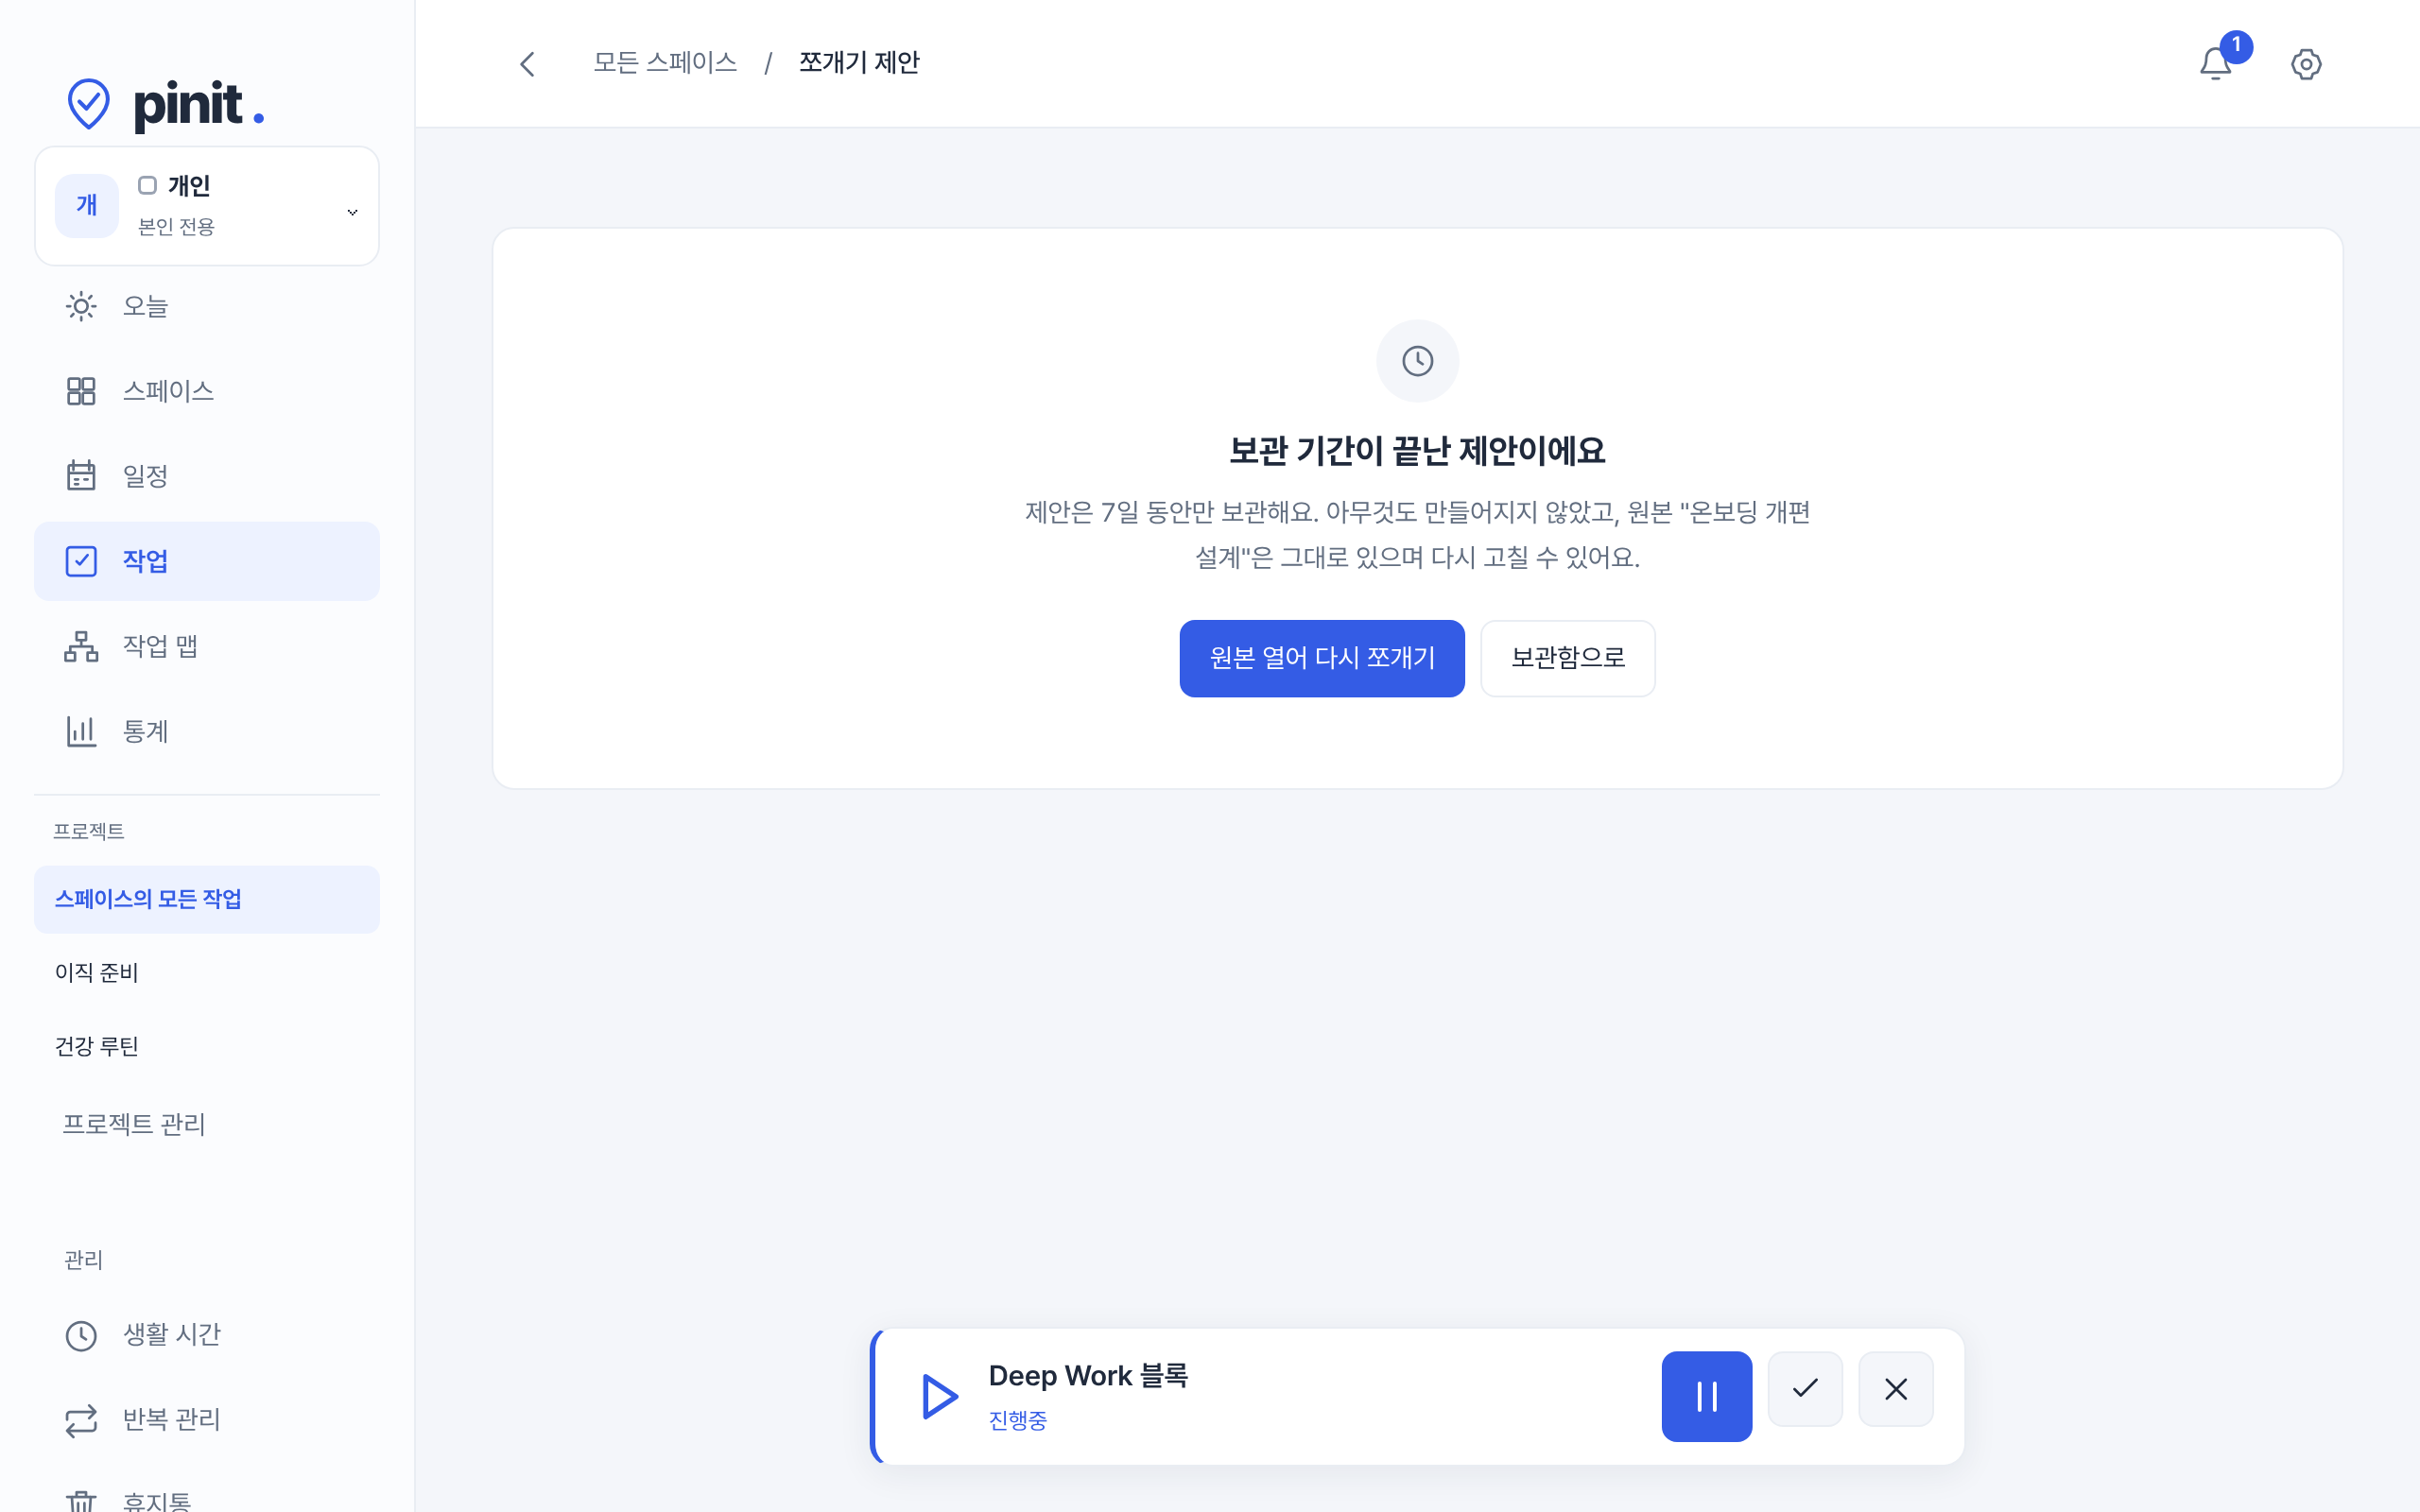 pinit.
개
개인
본인 전용
오늘
스페이스
일정
작업
작업 맵
통계
프로젝트
스페이스의 모든 작업
이직 준비
건강 루틴
프로젝트 관리
관리
생활 시간
반복 관리
휴지통
모든 스페이스 / 쪼개기 제안
1
보관 기간이 끝난 제안이에요
제안은 7일 동안만 보관해요. 아무것도 만들어지지 않았고, 원본 "온보딩 개편
설계"은 그대로 있으며 다시 고칠 수 있어요.
원본 열어 다시 쪼개기
보관함으로
Deep Work 블록
진행중